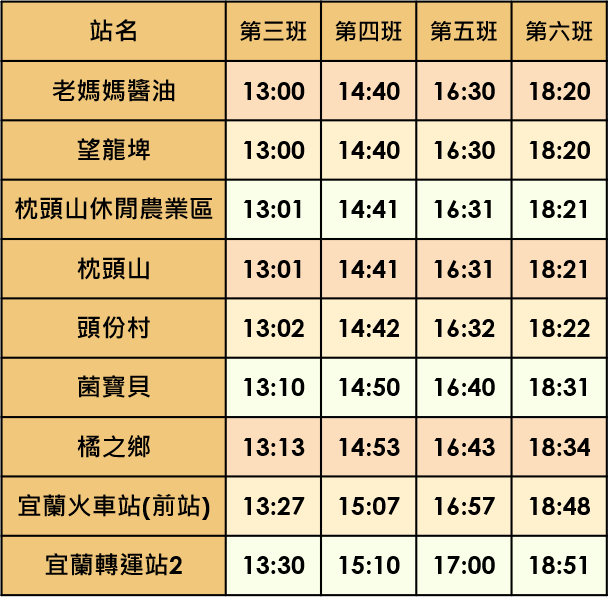 站名 第三班 第四班 第五班 第六班
老媽媽醬油 13:00 14:40 16:30 18:20
望龍埤 13:00 14:40 16:30 18:20
枕頭山休閒農業區 13:01 14:41 16:31 18:21
枕頭山 13:01 14:41 16:31 18:21
頭份村 13:02 14:42 16:32 18:22
菌寶貝 13:10 14:50 16:40 18:31
橘之鄉 13:13 14:53 16:43 18:34
宜蘭火車站(前站) 13:27 15:07 16:57 18:48
宜蘭轉運站2 13:30 15:10 17:00 18:51